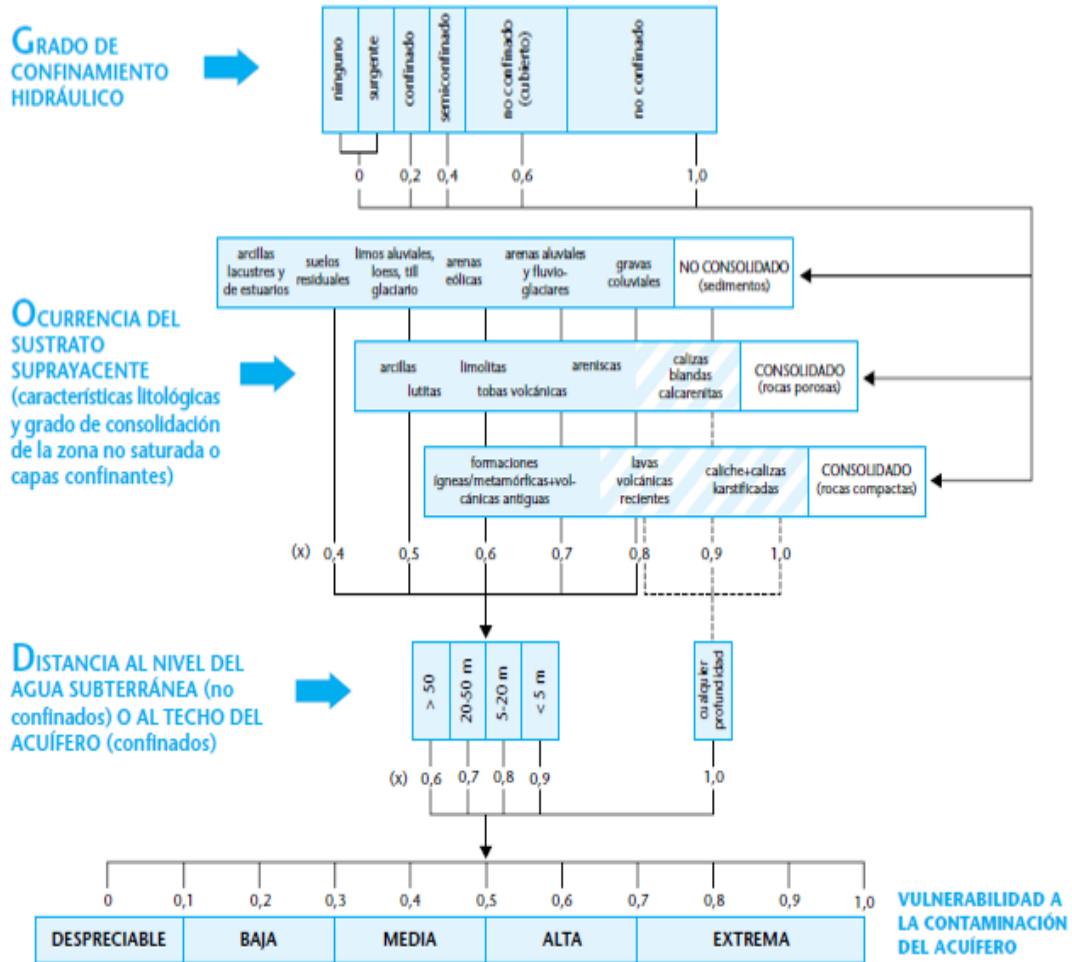 GRADO DE
CONFINAMIENTO
HIDRÁULICO
ninguno
surgente
confinado
semiconfinado
no confinado
(cubierto)
no confinado
0
0,2
0,4
0,6
1,0
arcillas
lacustres y
de estuarios
suelos
residuales
limos aluviales,
loess, till
glaciario
arenas
eólicas
arenas aluviales
y fluvio-
glaciares
gravas
coluviales
NO CONSOLIDADO
(sedimentos)
OCURRENCIA DEL
SUSTRATO
SUPRAYACENTE
(características litológicas
y grado de consolidación
de la zona no saturada o
capas confinantes)
arcillas
lutitas
limolitas
tobas volcánicas
areniscas
calizas
blandas
calcarenitas
CONSOLIDADO
(rocas porosas)
formaciones
ígneas/metamórficas+vol-
cánicas antiguas
lavas
volcánicas
recientes
caliche+calizas
karstificadas
CONSOLIDADO
(rocas compactas)
(x) 0,4 0,5 0,6 0,7 0,8 0,9 1,0
DISTANCIA AL NIVEL DEL
AGUA SUBTERRÁNEA (no
confinados) O AL TECHO DEL
ACUÍFERO (confinados)
> 50
20-50 m
5-20 m
< 5 m
cualquier
profundidad
(x) 0,6 0,7 0,8 0,9 1,0
0 0,1 0,2 0,3 0,4 0,5 0,6 0,7 0,8 0,9 1,0
DESPRECIABLE BAJA MEDIA ALTA EXTREMA
VULNERABILIDAD A
LA CONTAMINACIÓN
DEL ACUÍFERO